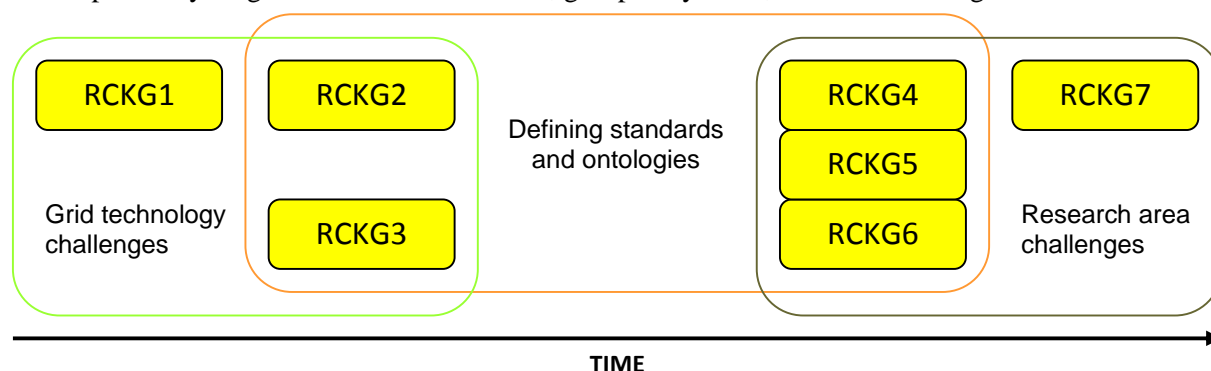 RCKG1
RCKG2
RCKG4
RCKG7
Defining standards
and ontologies
RCKG5
Grid technology
challenges
RCKG3
RCKG6
Research area
challenges
TIME